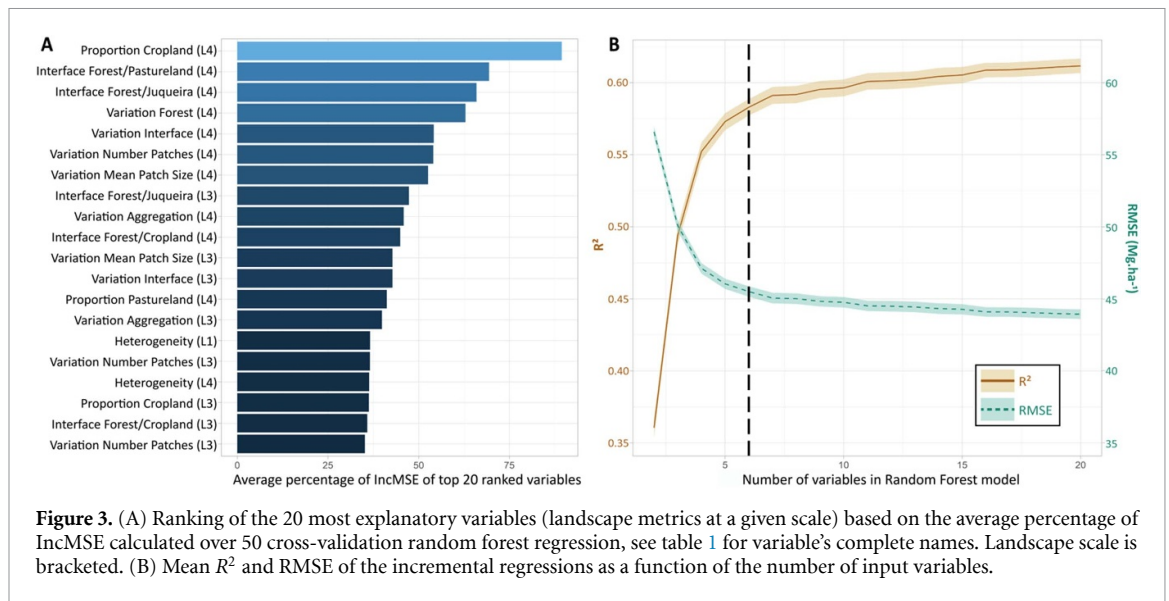 A
Proportion Cropland (L4)
Interface Forest/Pastureland (L4)
Interface Forest/Juqueira (L4)
Variation Forest (L4)
Variation Interface (L4)
Variation Number Patches (L4)
Variation Mean Patch Size (L4)
Interface Forest/Juqueira (L3)
Variation Aggregation (L4)
Interface Forest/Cropland (L4)
Variation Mean Patch Size (L3)
Variation Interface (L3)
Proportion Pastureland (L4)
Variation Aggregation (L3)
Heterogeneity (L1)
Variation Number Patches (L3)
Heterogeneity (L4)
Proportion Cropland (L3)
Interface Forest/Cropland (L3)
Variation Number Patches (L3)
0 25 50 75
Average percentage of IncMSE of top 20 ranked variables
B
R²
0.60
0.55
0.50
0.45
0.40
0.35
60
55
50
45
40
35
RMSE (Mg.ha⁻¹)
R²
RMSE
5 10 15 20
Number of variables in Random Forest model
Figure 3. (A) Ranking of the 20 most explanatory variables (landscape metrics at a given scale) based on the average percentage of
IncMSE calculated over 50 cross-validation random forest regression, see table 1 for variable's complete names. Landscape scale is
bracketed. (B) Mean R² and RMSE of the incremental regressions as a function of the number of input variables.